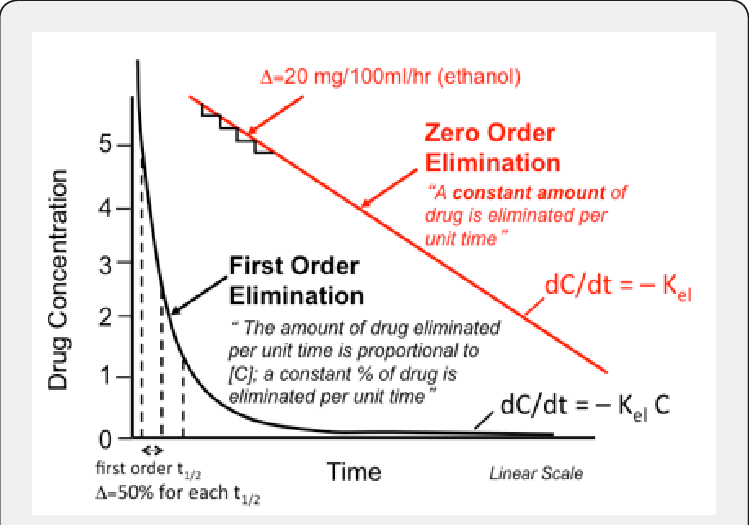 Δ=20 mg/100ml/hr (ethanol)
Zero Order
Elimination
“A constant amount of
drug is eliminated per
unit time”
dC/dt = – Kel
First Order
Elimination
“ The amount of drug eliminated
per unit time is proportional to
[C]; a constant % of drug is
eliminated per unit time”
dC/dt = – Kel C
Drug Concentration
5
4
3
2
1
0
first order t1/2
Δ=50% for each t1/2
Time
Linear Scale